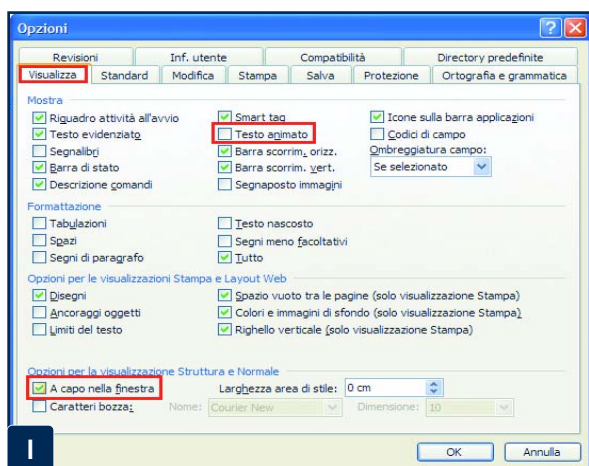 Opzioni
Revisioni Inf. utente Compatibilità Directory predefinite
Visualizza Standard Modifica Stampa Salva Protezione Ortografia e grammatica
Mostra
Riquadro attività all'avvio Smart tag Icone sulla barra applicazioni
Testo evidenziato Testo animato Codici di campo
Segnalibri Barra scorrim. orizz. Ombreggiatura campo:
Barra di stato Barra scorrim. vert. Se selezionato
Descrizione comandi Segnaposto immagini
Formattazione
Tabulazioni Testo nascosto
Spazi Segni meno facoltativi
Segni di paragrafo Tutto
Opzioni per le visualizzazioni Stampa e Layout Web
Disegni Spazio vuoto tra le pagine (solo visualizzazione Stampa)
Ancoraggi oggetti Colori e immagini di sfondo (solo visualizzazione Stampa)
Limiti del testo Righello verticale (solo visualizzazione Stampa)
Opzioni per la visualizzazione Struttura e Normale
A capo nella finestra Larghezza area di stile: 0 cm
Caratteri bozza: Nome: Courier New Dimensione: 10
I OK Annulla